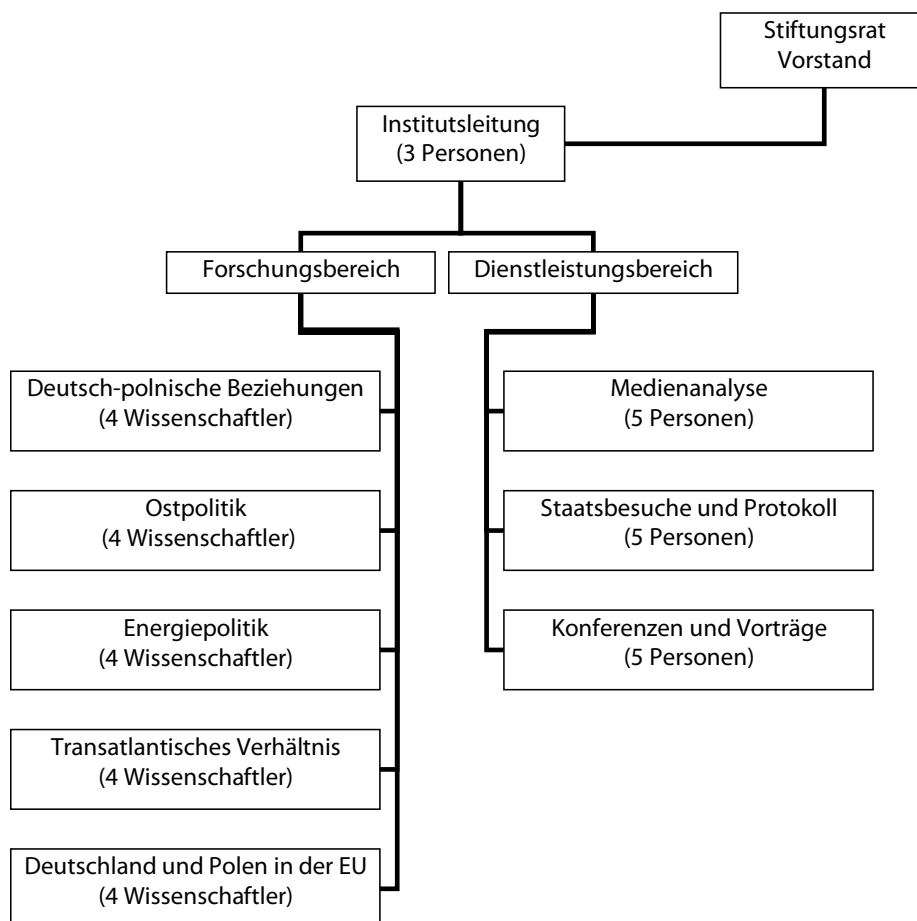 Stiftungsrat
Vorstand
Institutsleitung
(3 Personen)
Forschungsbereich
Dienstleistungsbereich
Deutsch-polnische Beziehungen
(4 Wissenschaftler)
Ostpolitik
(4 Wissenschaftler)
Energiepolitik
(4 Wissenschaftler)
Transatlantisches Verhältnis
(4 Wissenschaftler)
Deutschland und Polen in der EU
(4 Wissenschaftler)
Medienanalyse
(5 Personen)
Staatsbesuche und Protokoll
(5 Personen)
Konferenzen und Vorträge
(5 Personen)